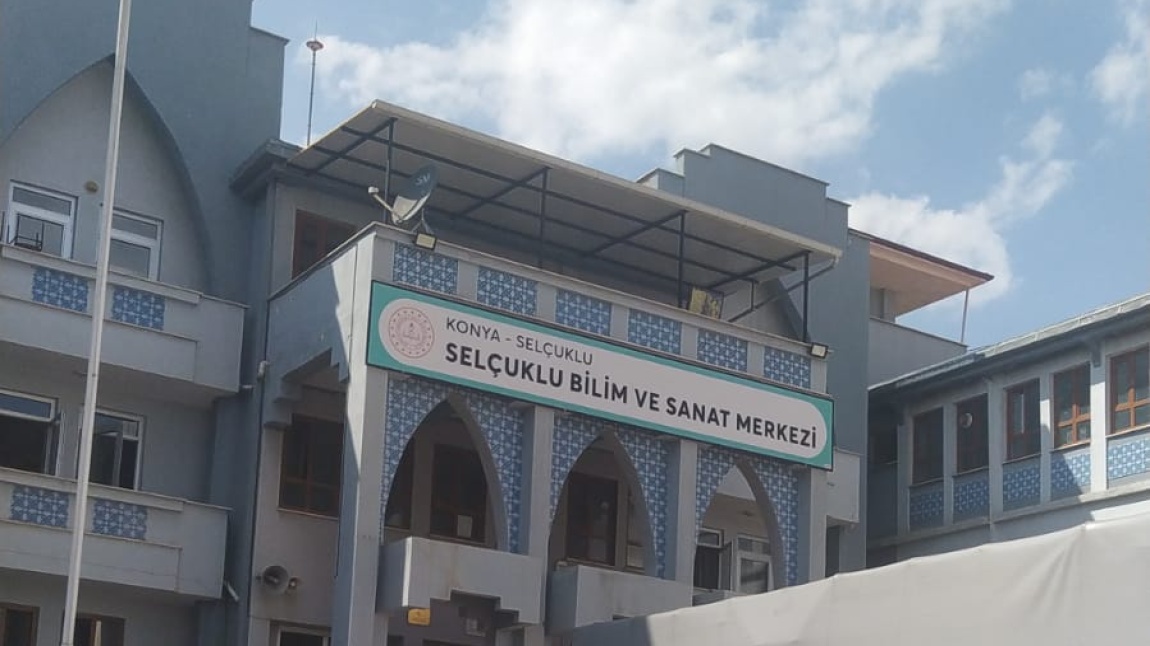 KONYA - SELÇUKLU
SELÇUKLU BİLİM VE SANAT MERKEZİ